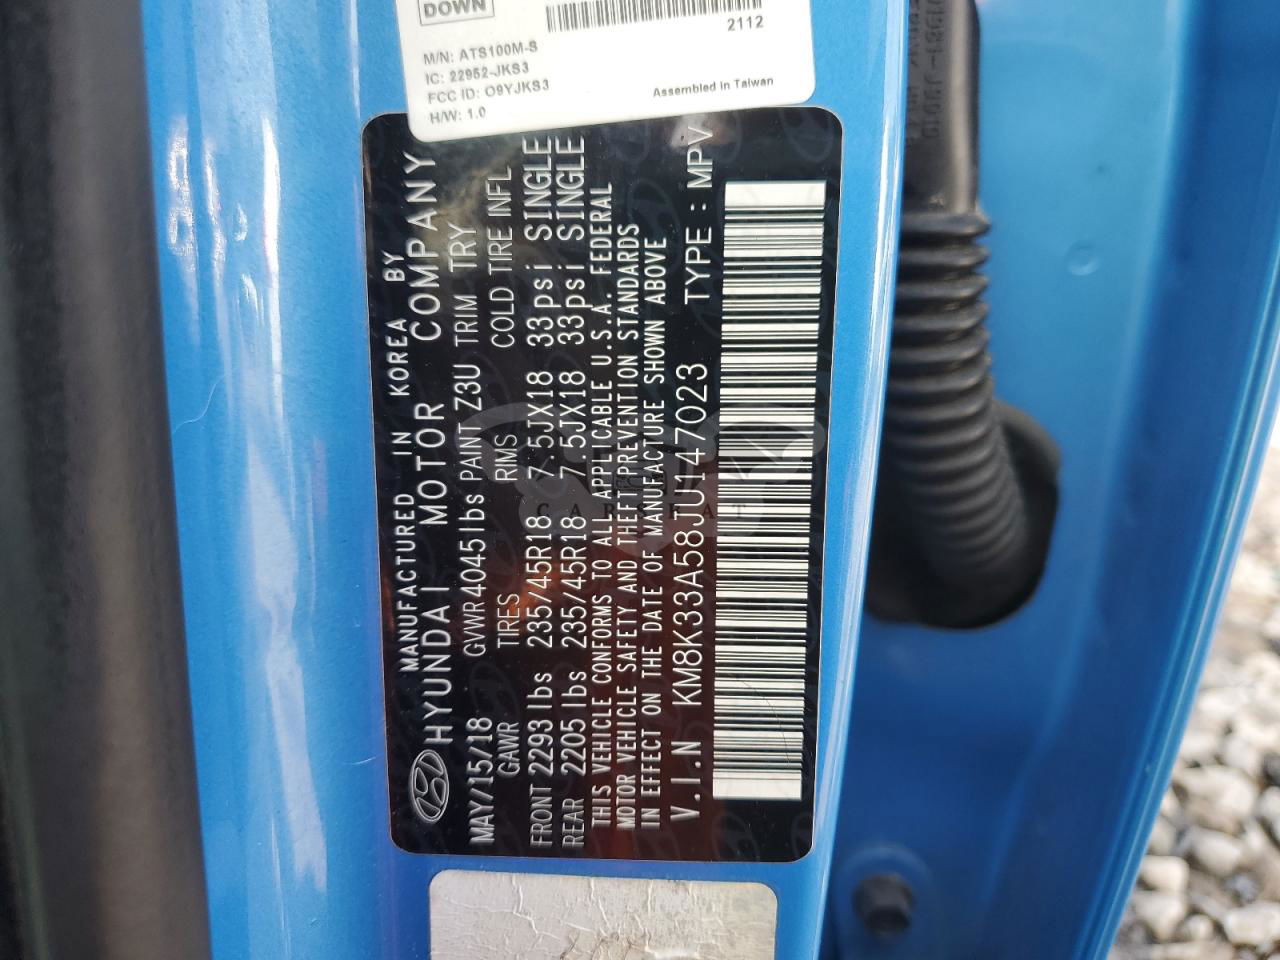 DOWN
2112
M/N: ATS100M-S
IC: 22952-JKS3
FCC ID: O9YJKS3
H/W: 1.0
Assembled in Taiwan
MANUFACTURED IN KOREA BY
HYUNDAI MOTOR COMPANY
MAY/15/18 GVWR 4045lbs PAINT Z3U TRIM TRY
GAWR TIRES RIMS COLD TIRE INFL
FRONT 2293 lbs 235/45R18 7.5JX18 33psi SINGLE
REAR 2205 lbs 235/45R18 7.5JX18 33psi SINGLE
THIS VEHICLE CONFORMS TO ALL APPLICABLE U.S.A. FEDERAL
MOTOR VEHICLE SAFETY AND THEFT PREVENTION STANDARDS
IN EFFECT ON THE DATE OF MANUFACTURE SHOWN ABOVE
V.I.N KM8K33A58JU147023 TYPE : MPV